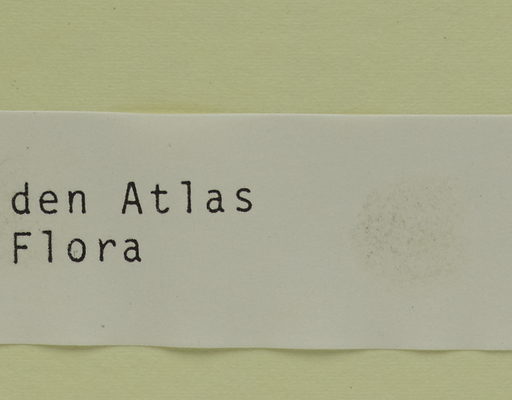 den Atlas
Flora